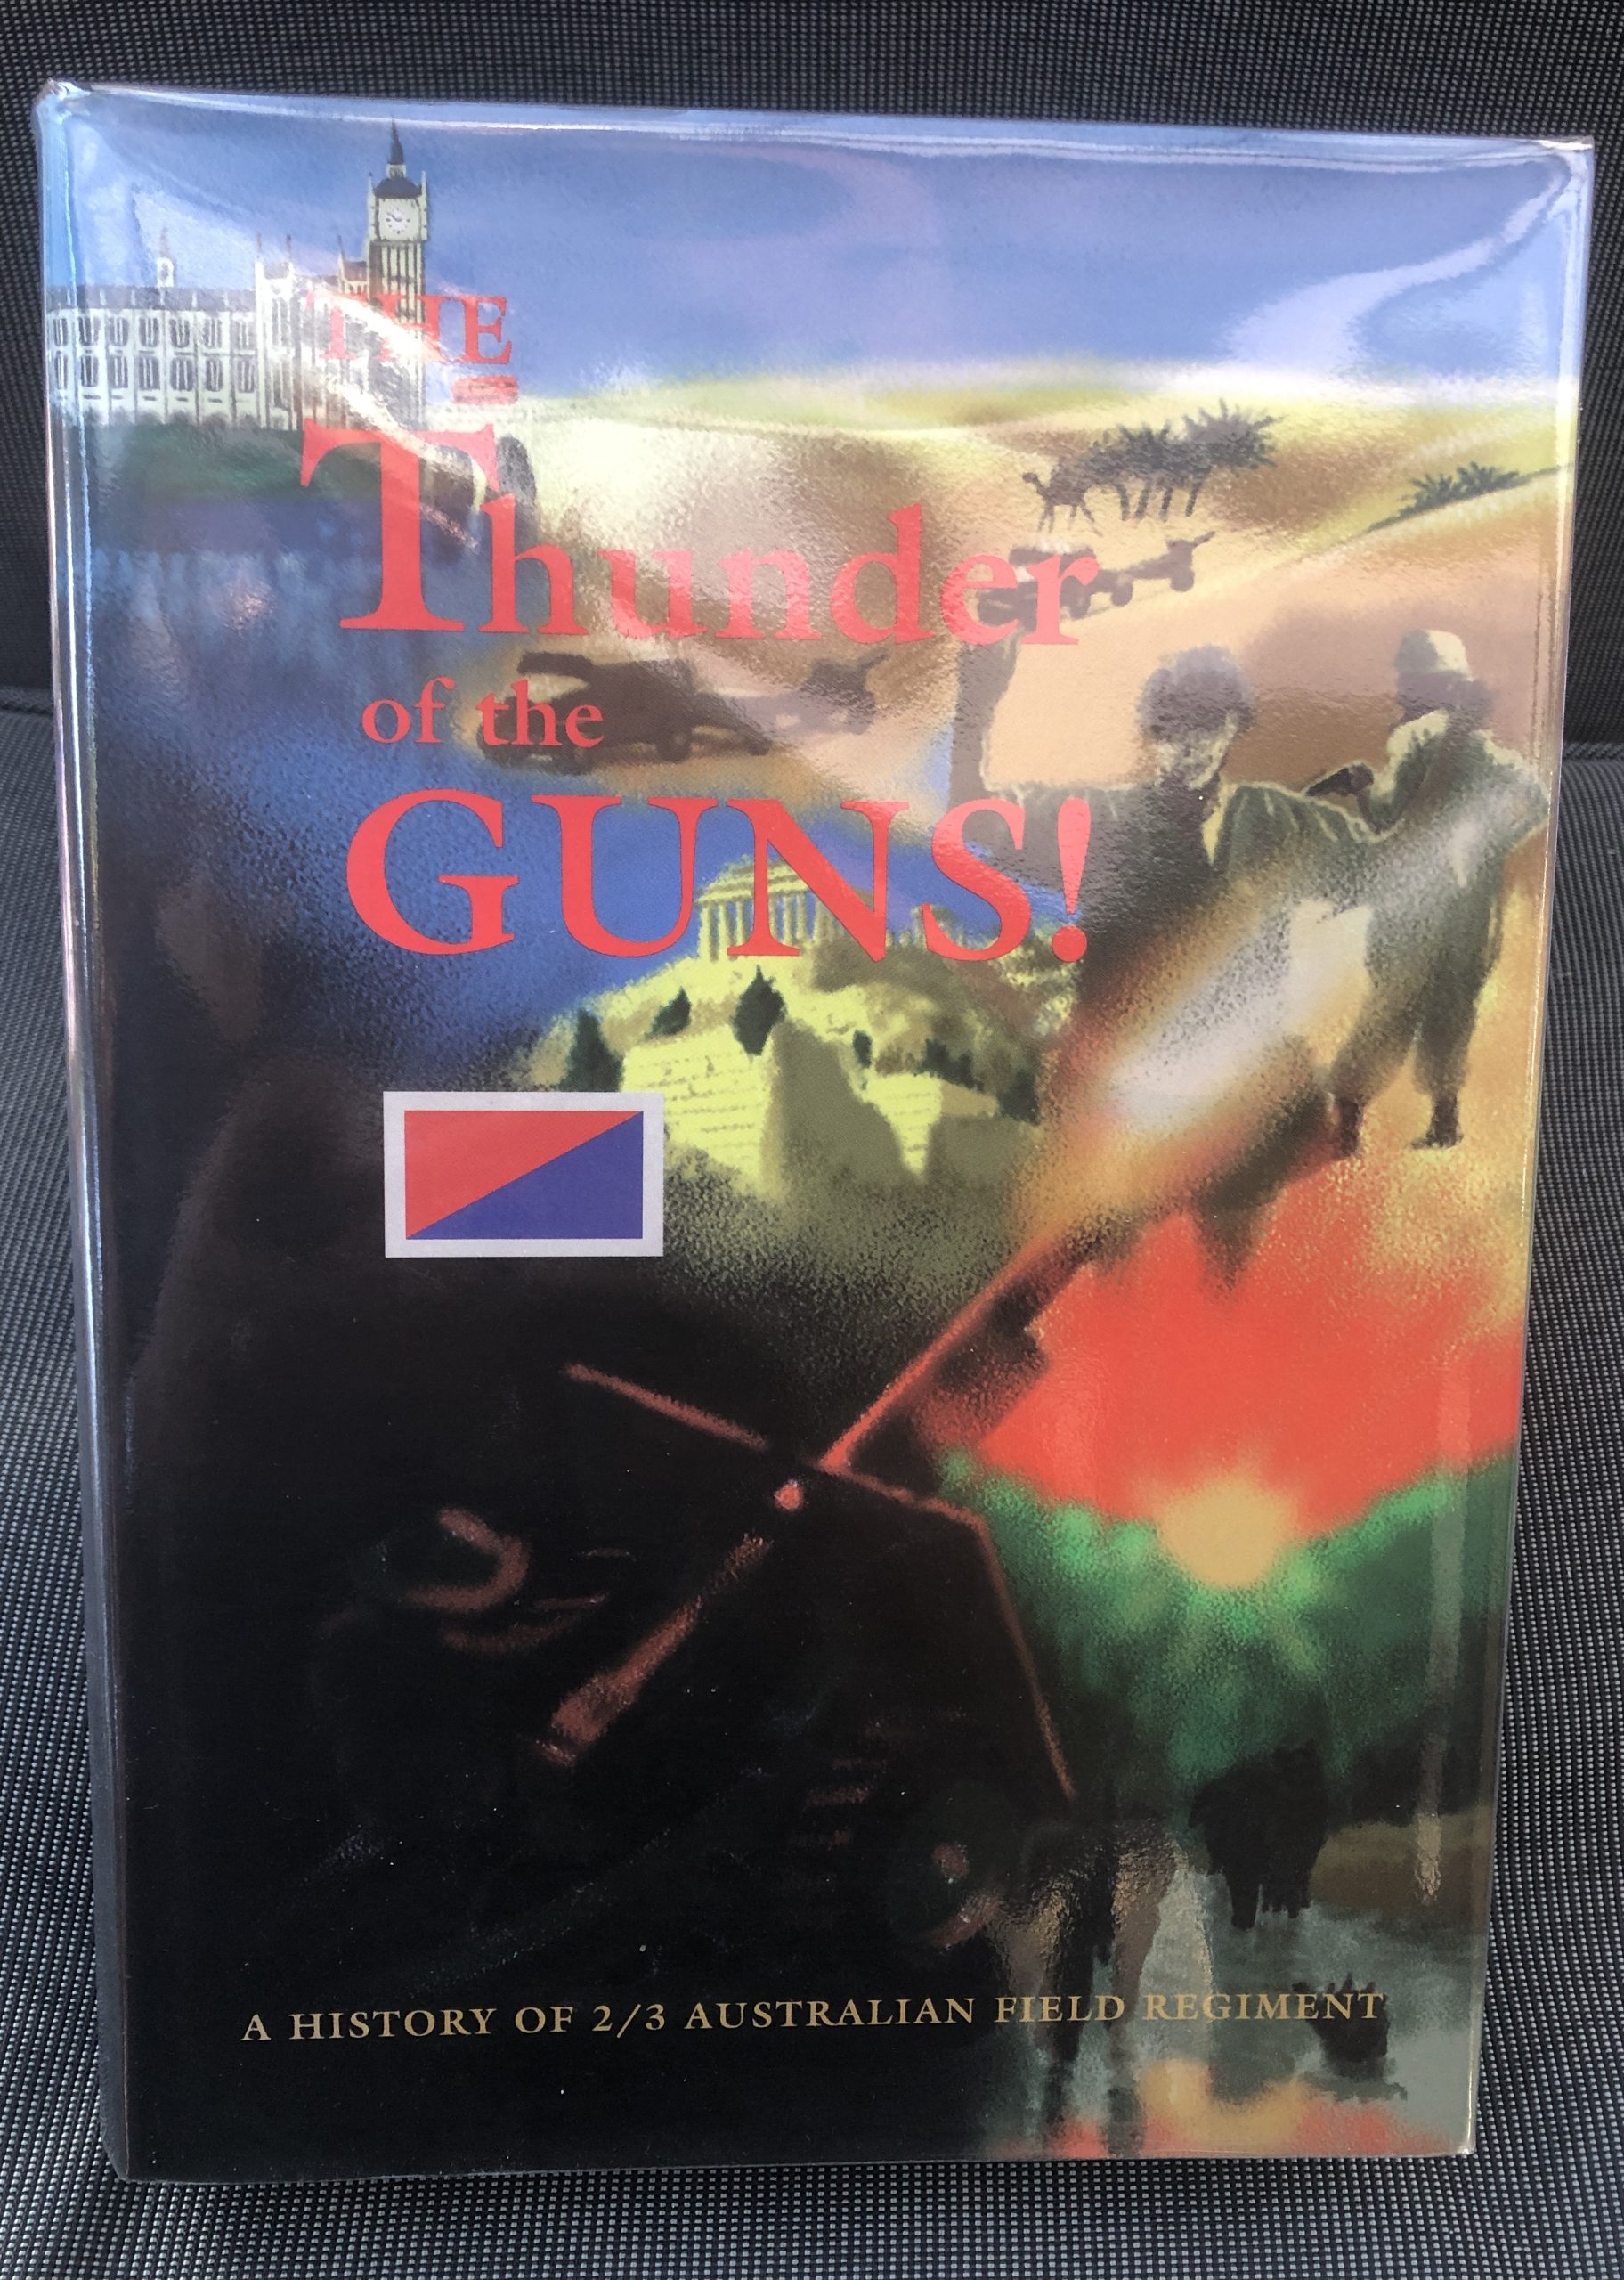 THE
Thunder
of the
GUNS!
A HISTORY OF 2/3 AUSTRALIAN FIELD REGIMENT